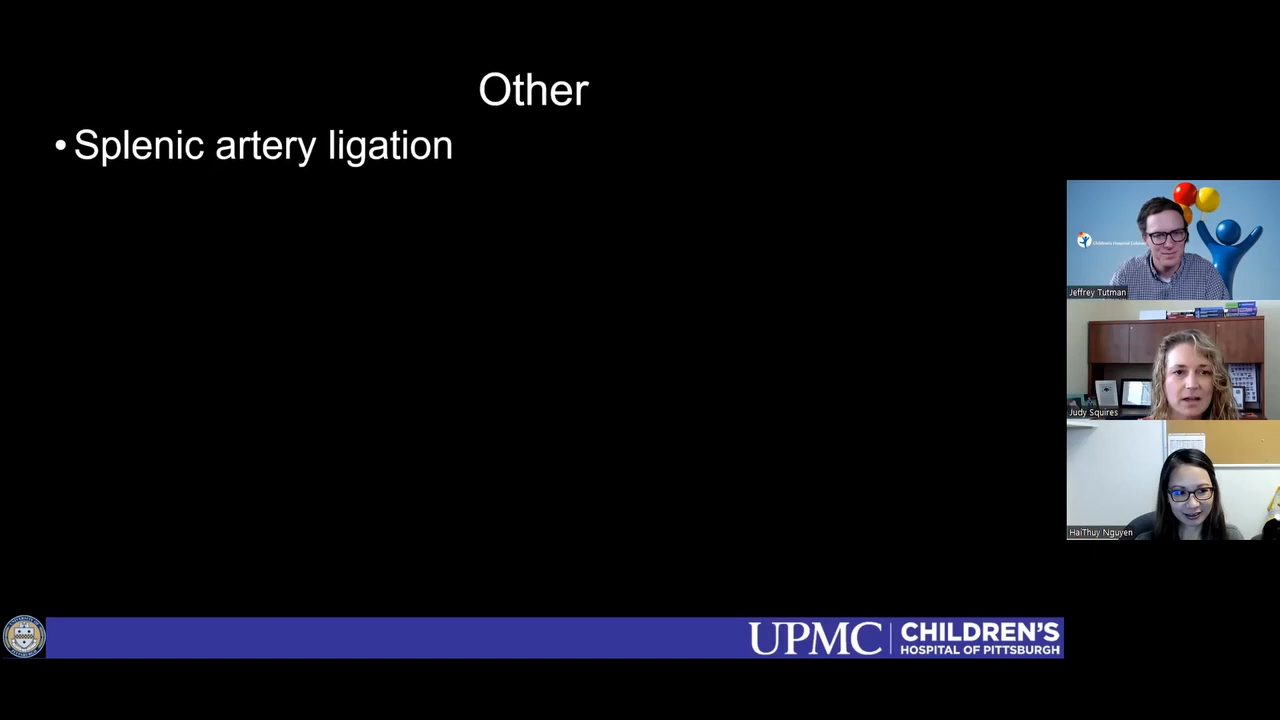 Other
• Splenic artery ligation
Jeffrey Tutman
Judy Squires
HaiThuy Nguyen
UPMC
CHILDREN'S
HOSPITAL OF PITTSBURGH